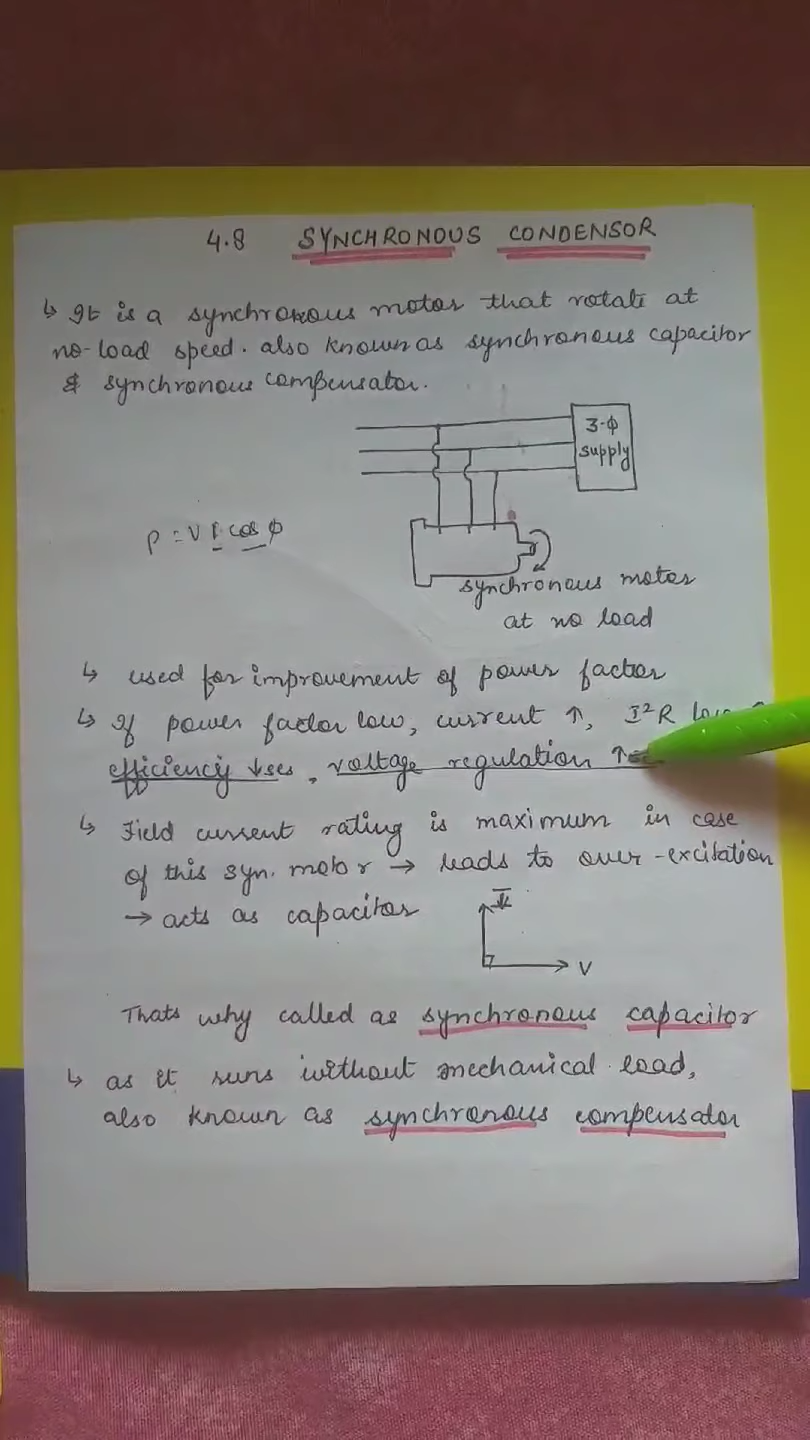 4.8 SYNCHRONOUS CONDENSOR
↳ It is a synchronous motor that rotate at
no-load speed. also known as synchronous capacitor
& synchronous compensator.
3-ϕ
supply
P = V I cos ϕ
synchronous motor
at no load
↳ used for improvement of power factor
↳ If power factor low, current ↑, I²R
efficiency ↓ses, voltage regulation ↑
↳ Field current rating is maximum in case
of this syn. motor → leads to over-excitation
→ acts as capacitor
V
Thats why called as synchronous capacitor
↳ as it runs without mechanical load,
also known as synchronous compensator